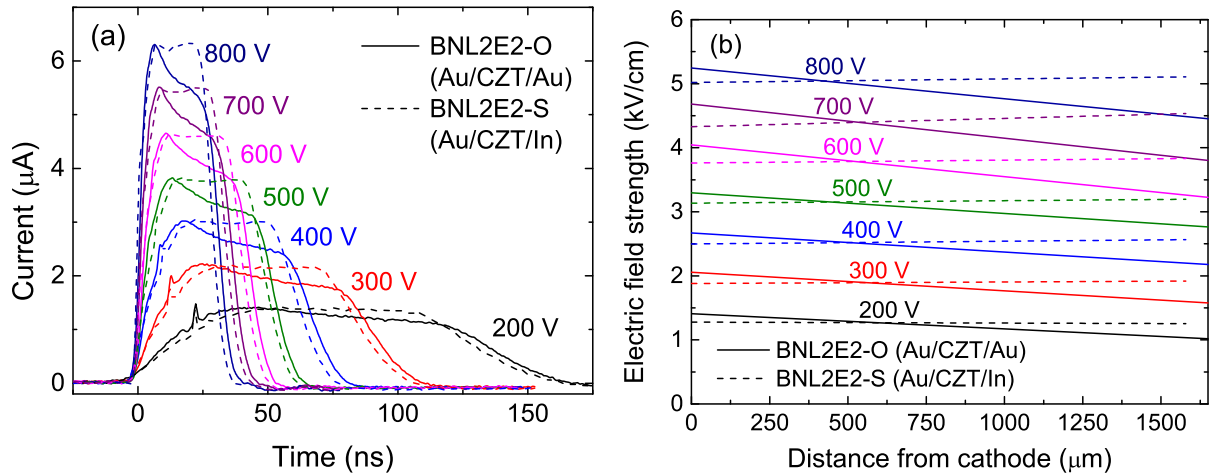 (a)
BNL2E2-O
(Au/CZT/Au)
BNL2E2-S
(Au/CZT/In)
800 V
700 V
600 V
500 V
400 V
300 V
200 V
6
4
2
0
Current (μA)
0 50 100 150
Time (ns)
(b)
800 V
700 V
600 V
500 V
400 V
300 V
200 V
BNL2E2-O (Au/CZT/Au)
BNL2E2-S (Au/CZT/In)
6
5
4
3
2
1
0
Electric field strength (kV/cm)
0 250 500 750 1000 1250 1500
Distance from cathode (μm)